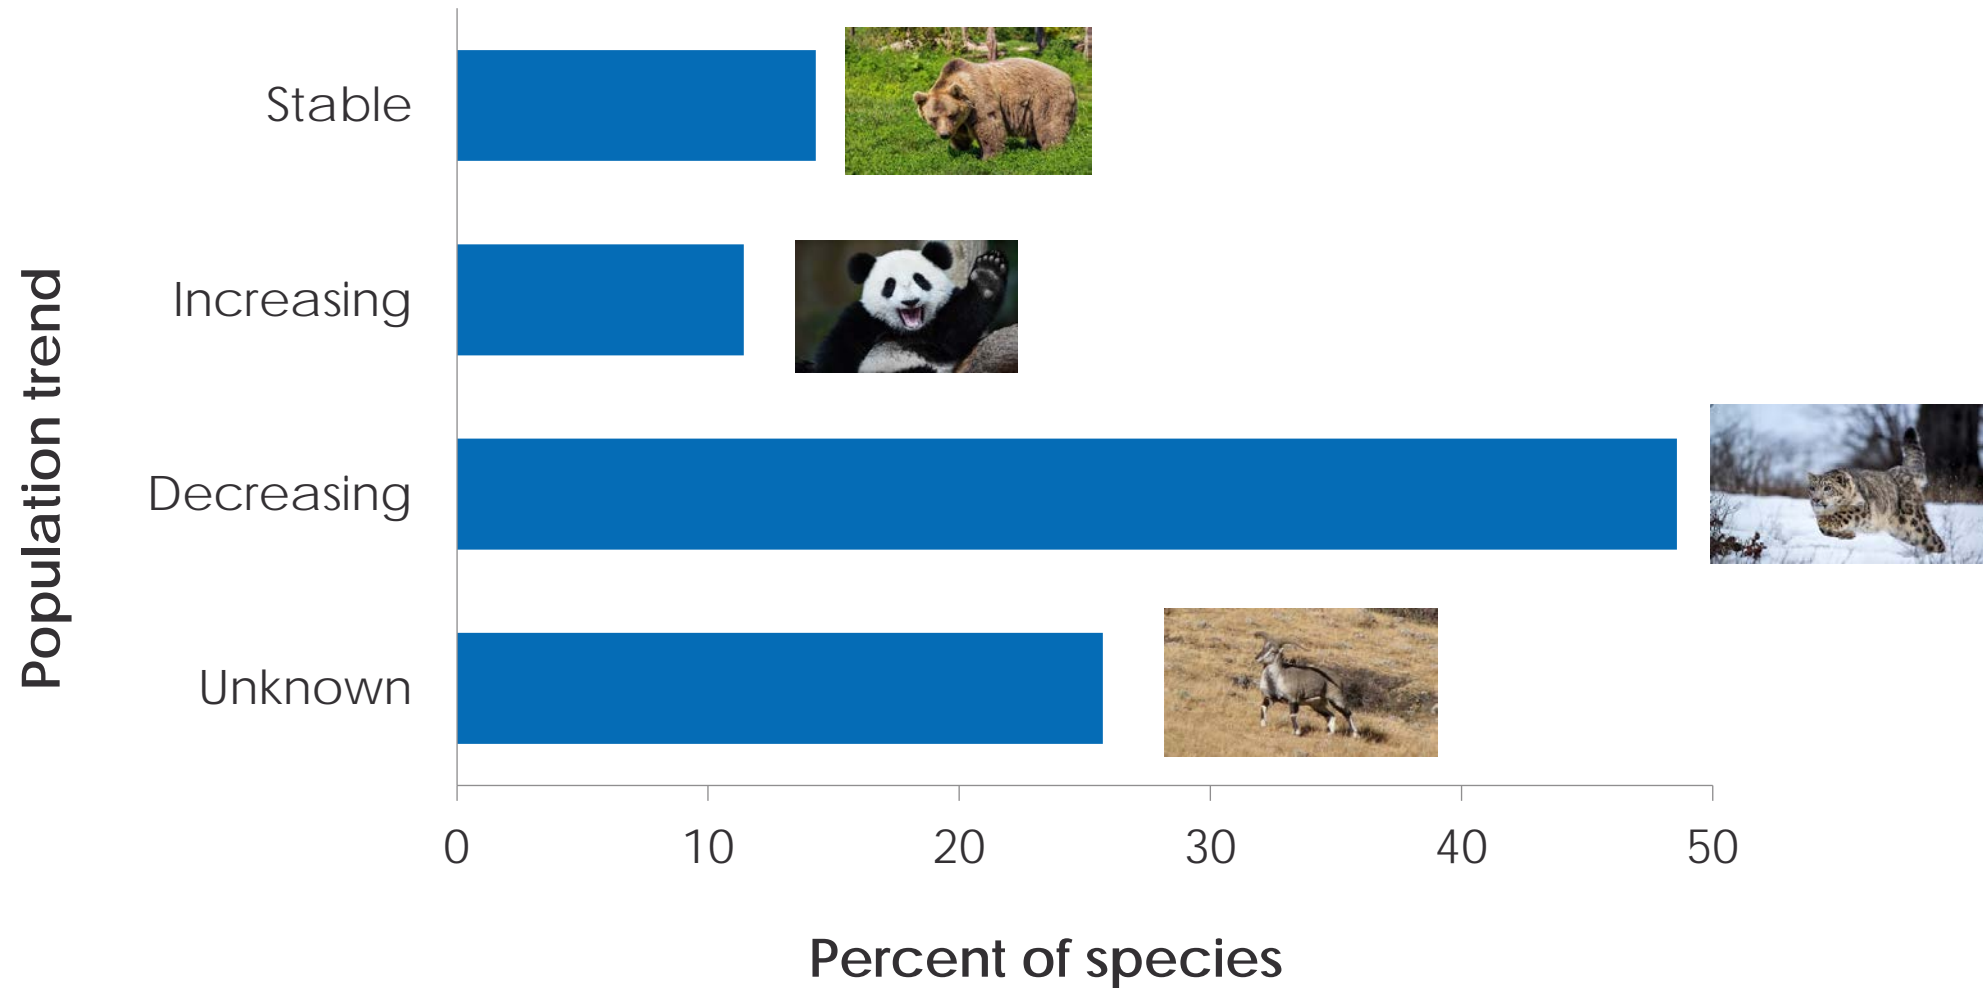 Population trend
Stable
Increasing
Decreasing
Unknown
0 10 20 30 40 50
Percent of species